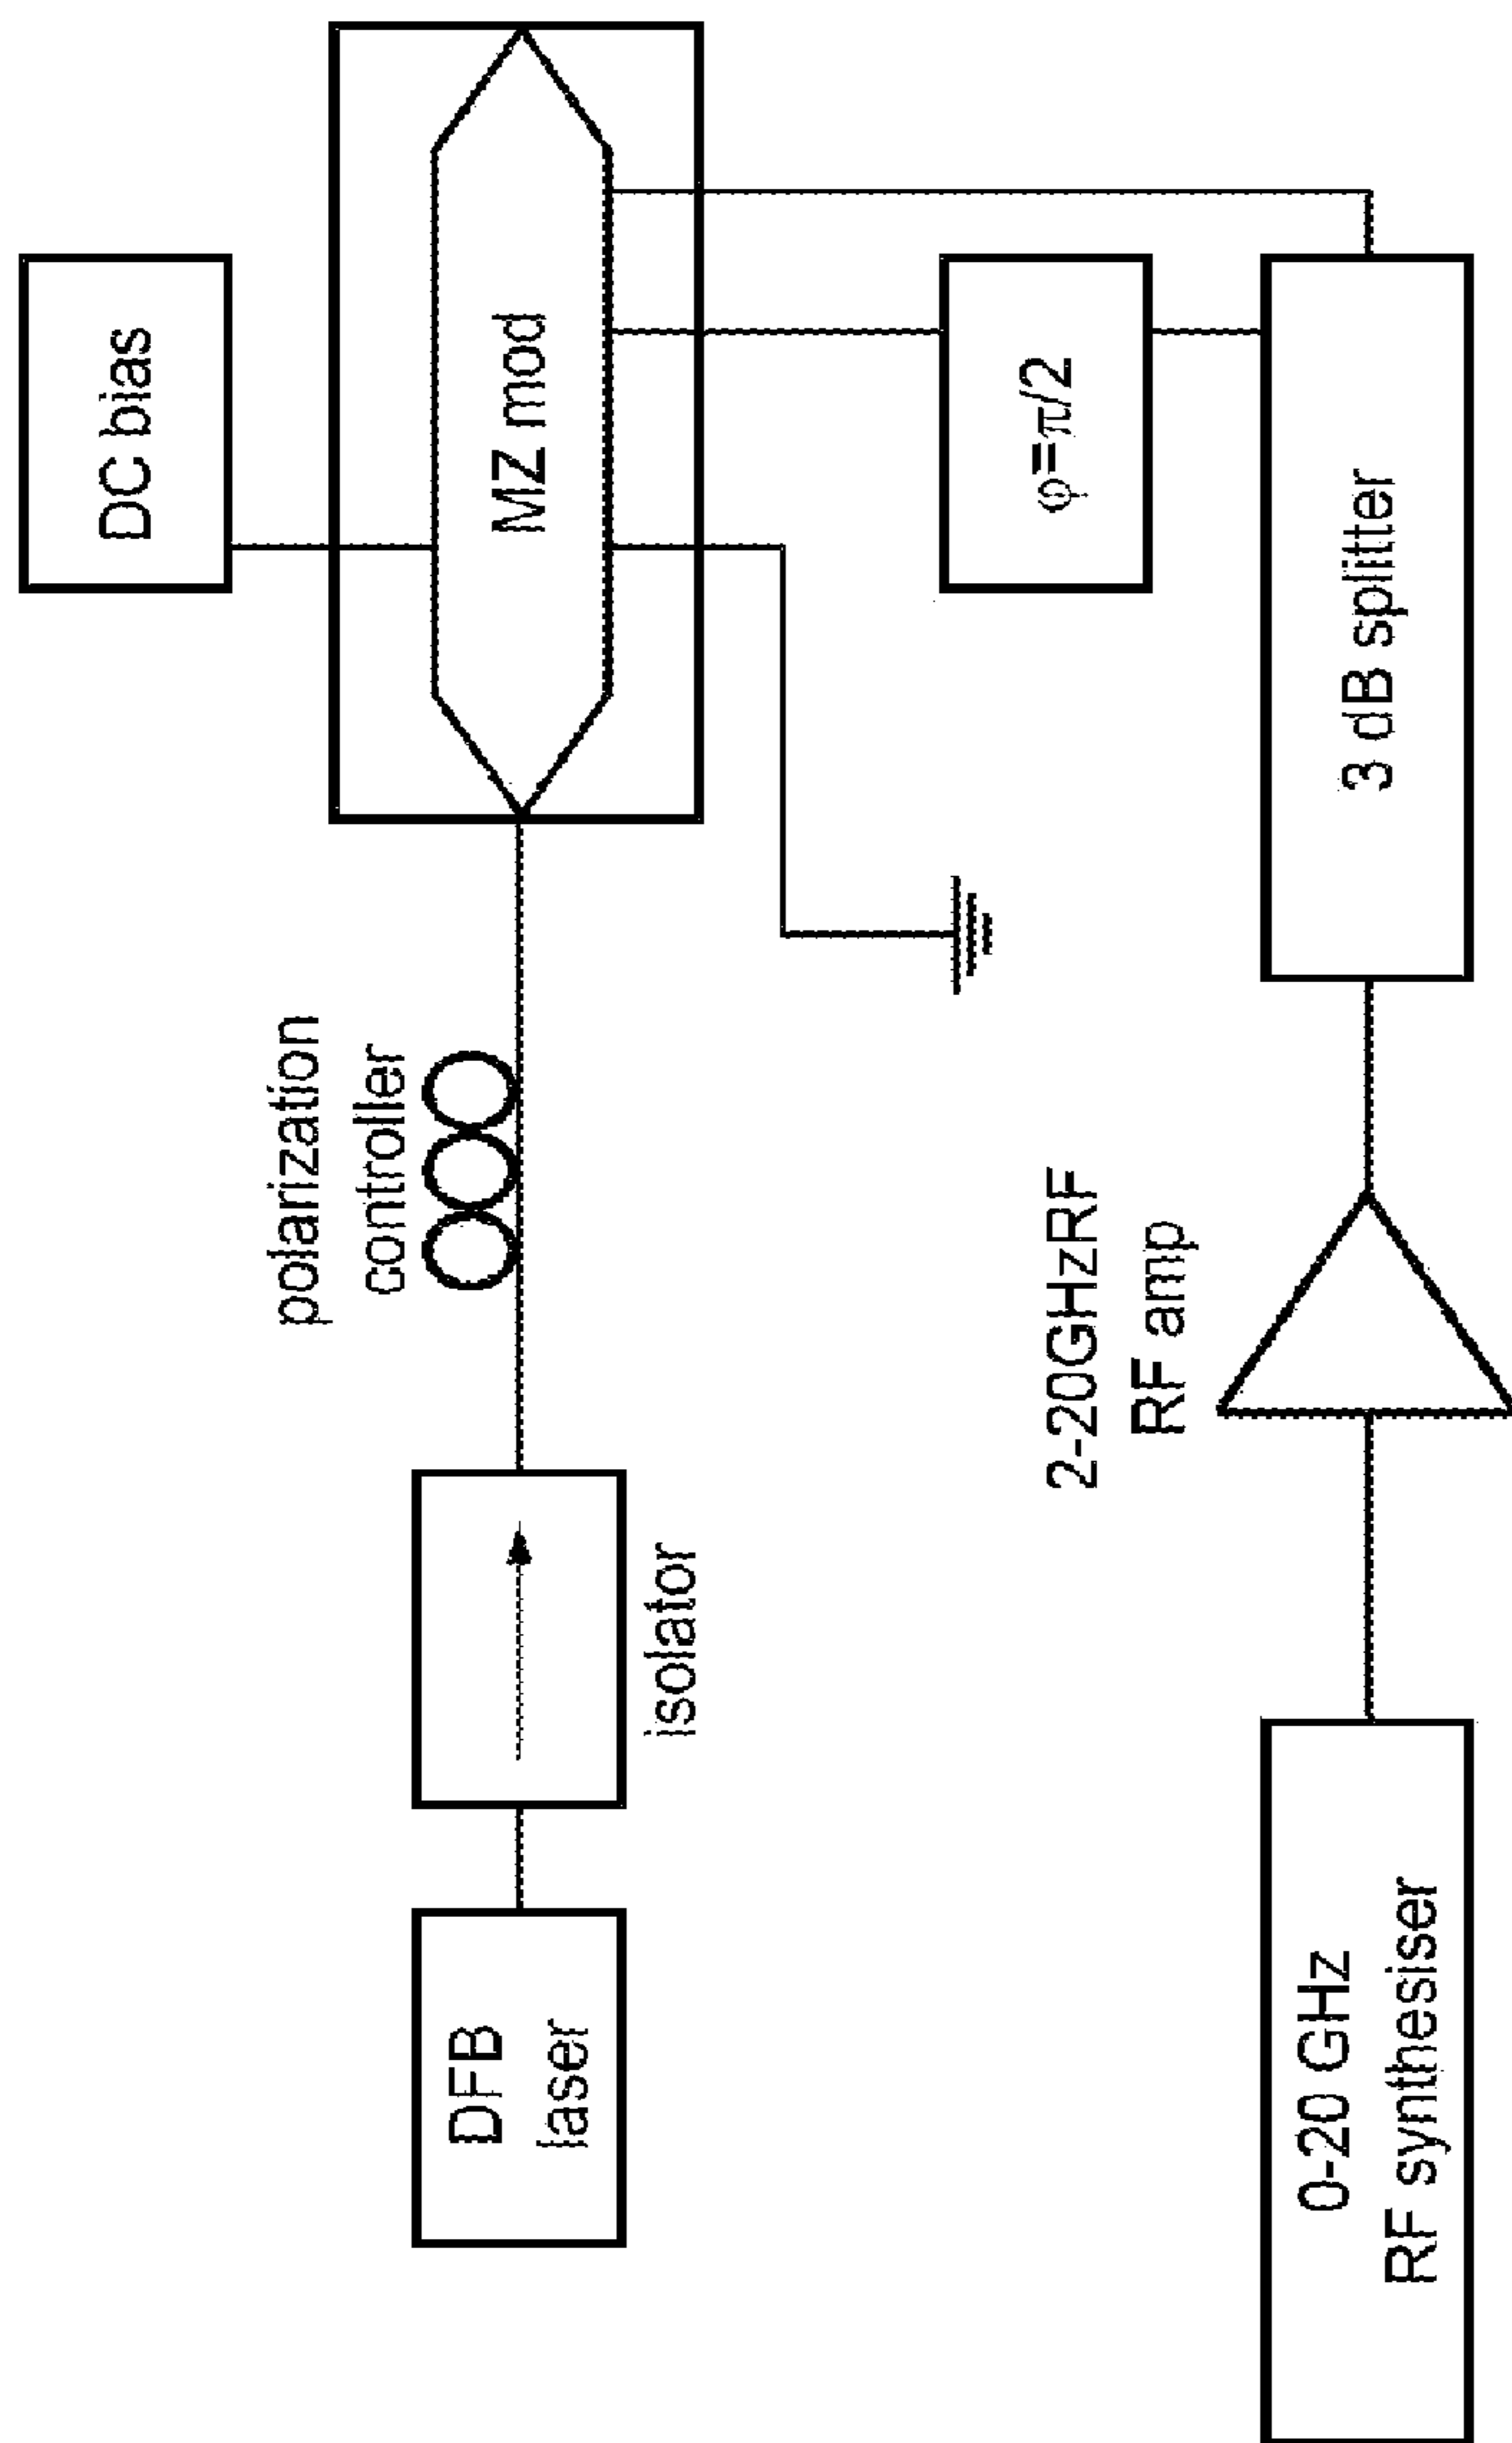 DC bias
MZ mod
φ=π/2
3 dB splitter
polarization
controller
2-20GHzRF
RF amp
isolator
DFB
laser
0-20 GHz
RF synthesiser